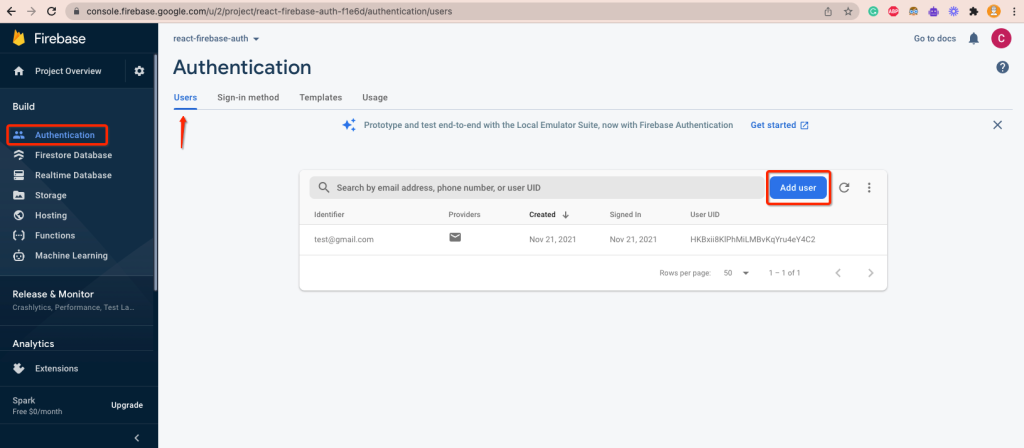 console.firebase.google.com/u/2/project/react-firebase-auth-f1e6d/authentication/users
Firebase
Project Overview
Build
Authentication
Firestore Database
Realtime Database
Storage
Hosting
Functions
Machine Learning
Release & Monitor
Crashlytics, Performance, Test La...
Analytics
Extensions
Spark
Free $0/month
Upgrade
react-firebase-auth
Go to docs
C
Authentication
Users Sign-in method Templates Usage
Prototype and test end-to-end with the Local Emulator Suite, now with Firebase Authentication Get started
Search by email address, phone number, or user UID
Add user
Identifier Providers Created Signed In User UID
test@gmail.com Nov 21, 2021 Nov 21, 2021 HKBxii8KIPhMiLMBvKqYru4eY4C2
Rows per page: 50 1 – 1 of 1